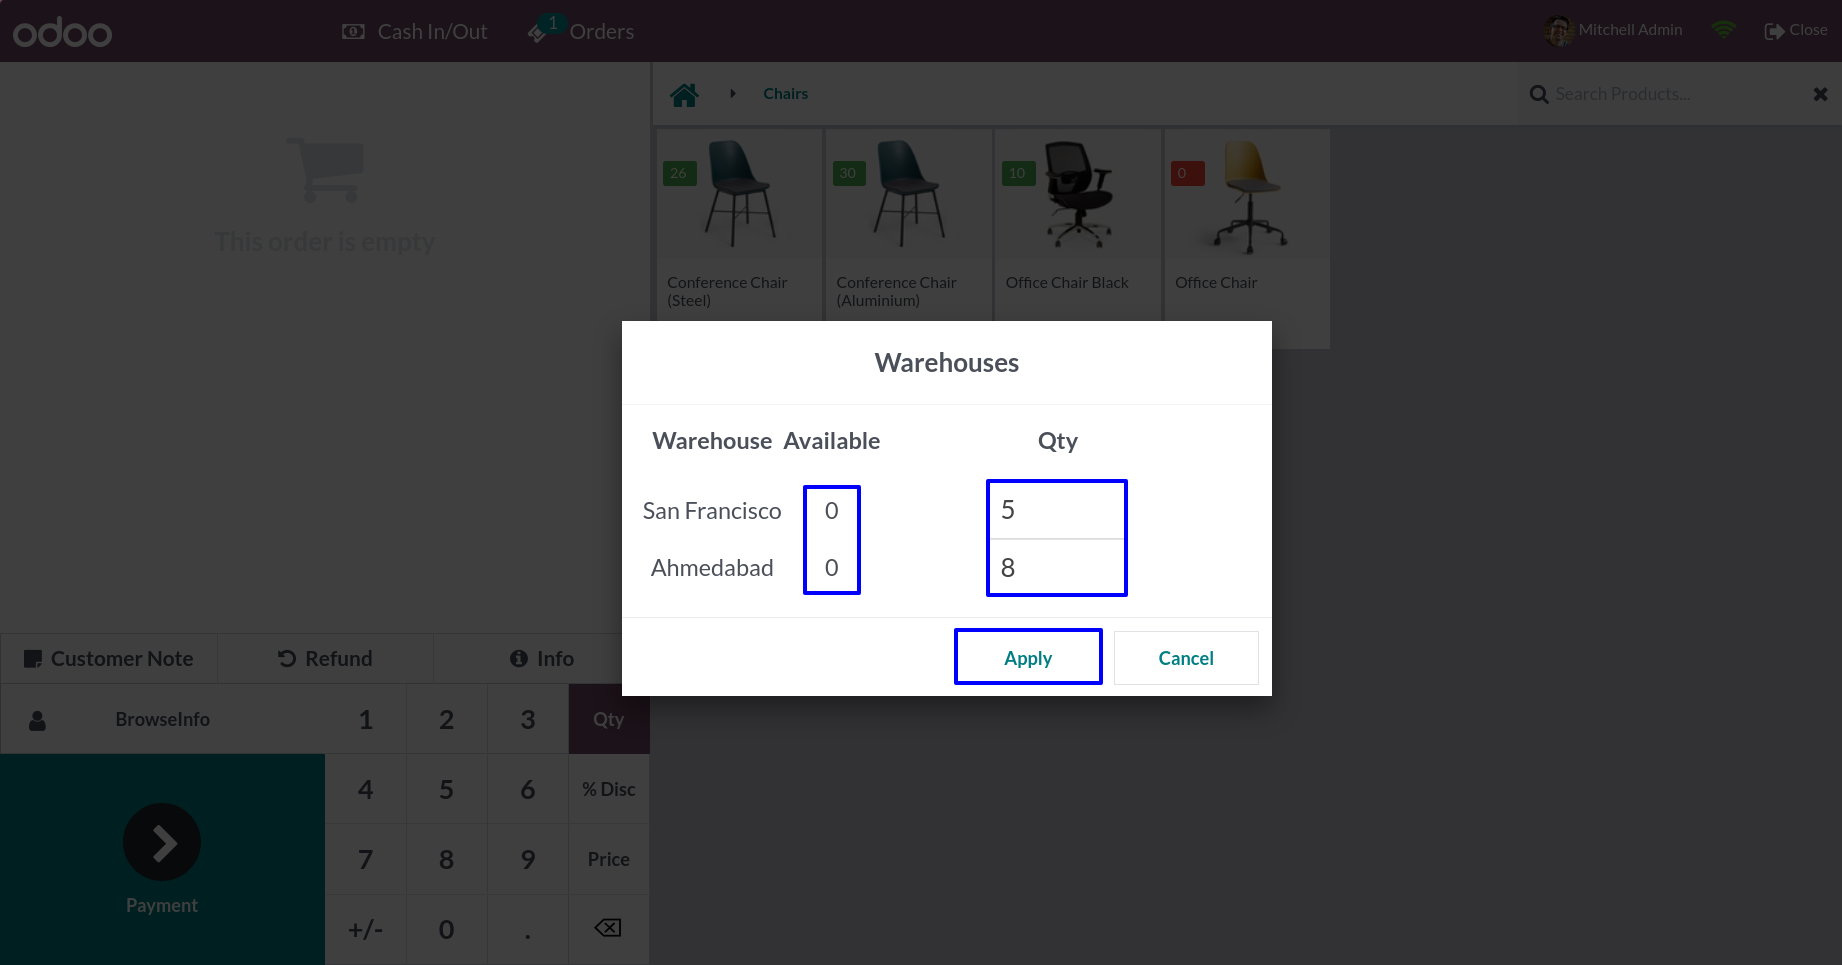 odoo
Cash In/Out
1
Orders
Mitchell Admin
Close
This order is empty
Chairs
Search Products...
26
30
10
0
Conference Chair
(Steel)
Conference Chair
(Aluminium)
Office Chair Black
Office Chair
Warehouses
Warehouse Available Qty
San Francisco 0 5
Ahmedabad 0 8
Apply Cancel
Customer Note Refund Info
BrowseInfo 1 2 3 Qty
4 5 6 % Disc
7 8 9 Price
Payment
+/- 0 .